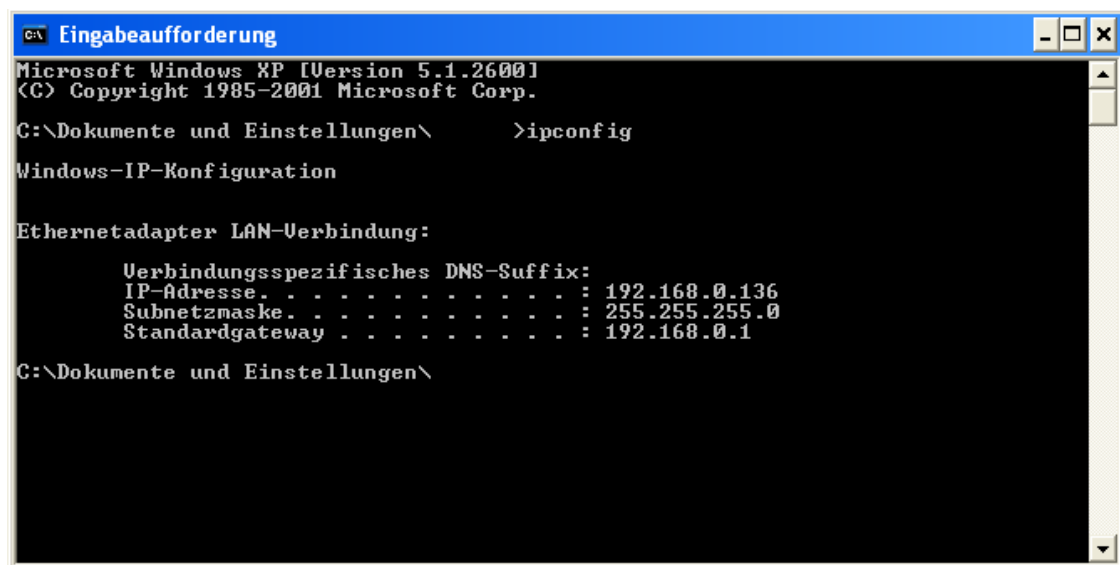 Eingabeaufforderung
Microsoft Windows XP [Version 5.1.2600]
(C) Copyright 1985-2001 Microsoft Corp.
C:\Dokumente und Einstellungen\ >ipconfig
Windows-IP-Konfiguration
Ethernetadapter LAN-Verbindung:
Verbindungsspezifisches DNS-Suffix:
IP-Adresse. . . . . . . . . . . . : 192.168.0.136
Subnetzmaske. . . . . . . . . . . : 255.255.255.0
Standardgateway . . . . . . . . . : 192.168.0.1
C:\Dokumente und Einstellungen\